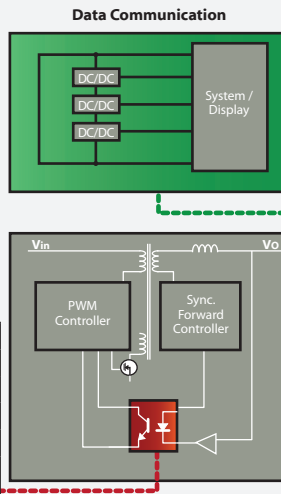 Data Communication
DC/DC
DC/DC
DC/DC
System /
Display
Vin
Vo
PWM
Controller
Sync.
Forward
Controller